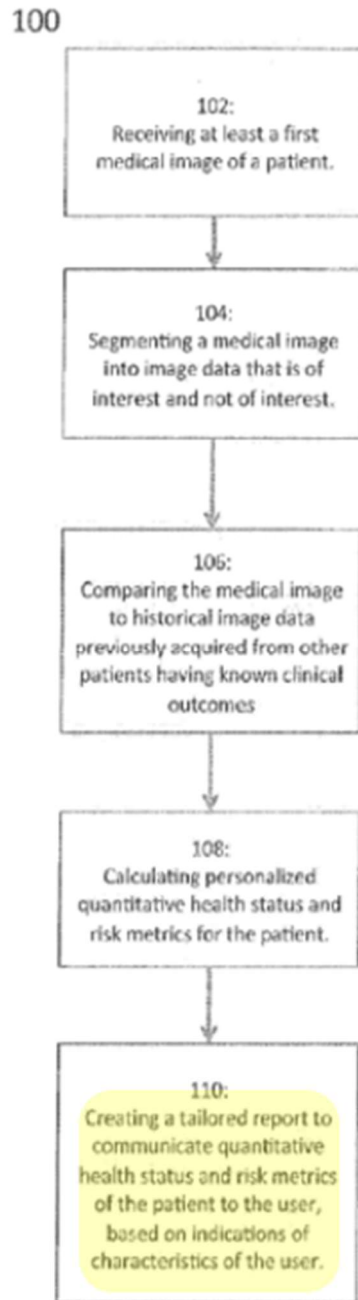 100
102:
Receiving at least a first
medical image of a patient.
104:
Segmenting a medical image
into image data that is of
interest and not of interest.
106:
Comparing the medical image
to historical image data
previously acquired from other
patients having known clinical
outcomes
108:
Calculating personalized
quantitative health status and
risk metrics for the patient.
110:
Creating a tailored report to
communicate quantitative
health status and risk metrics
of the patient to the user,
based on indications of
characteristics of the user.